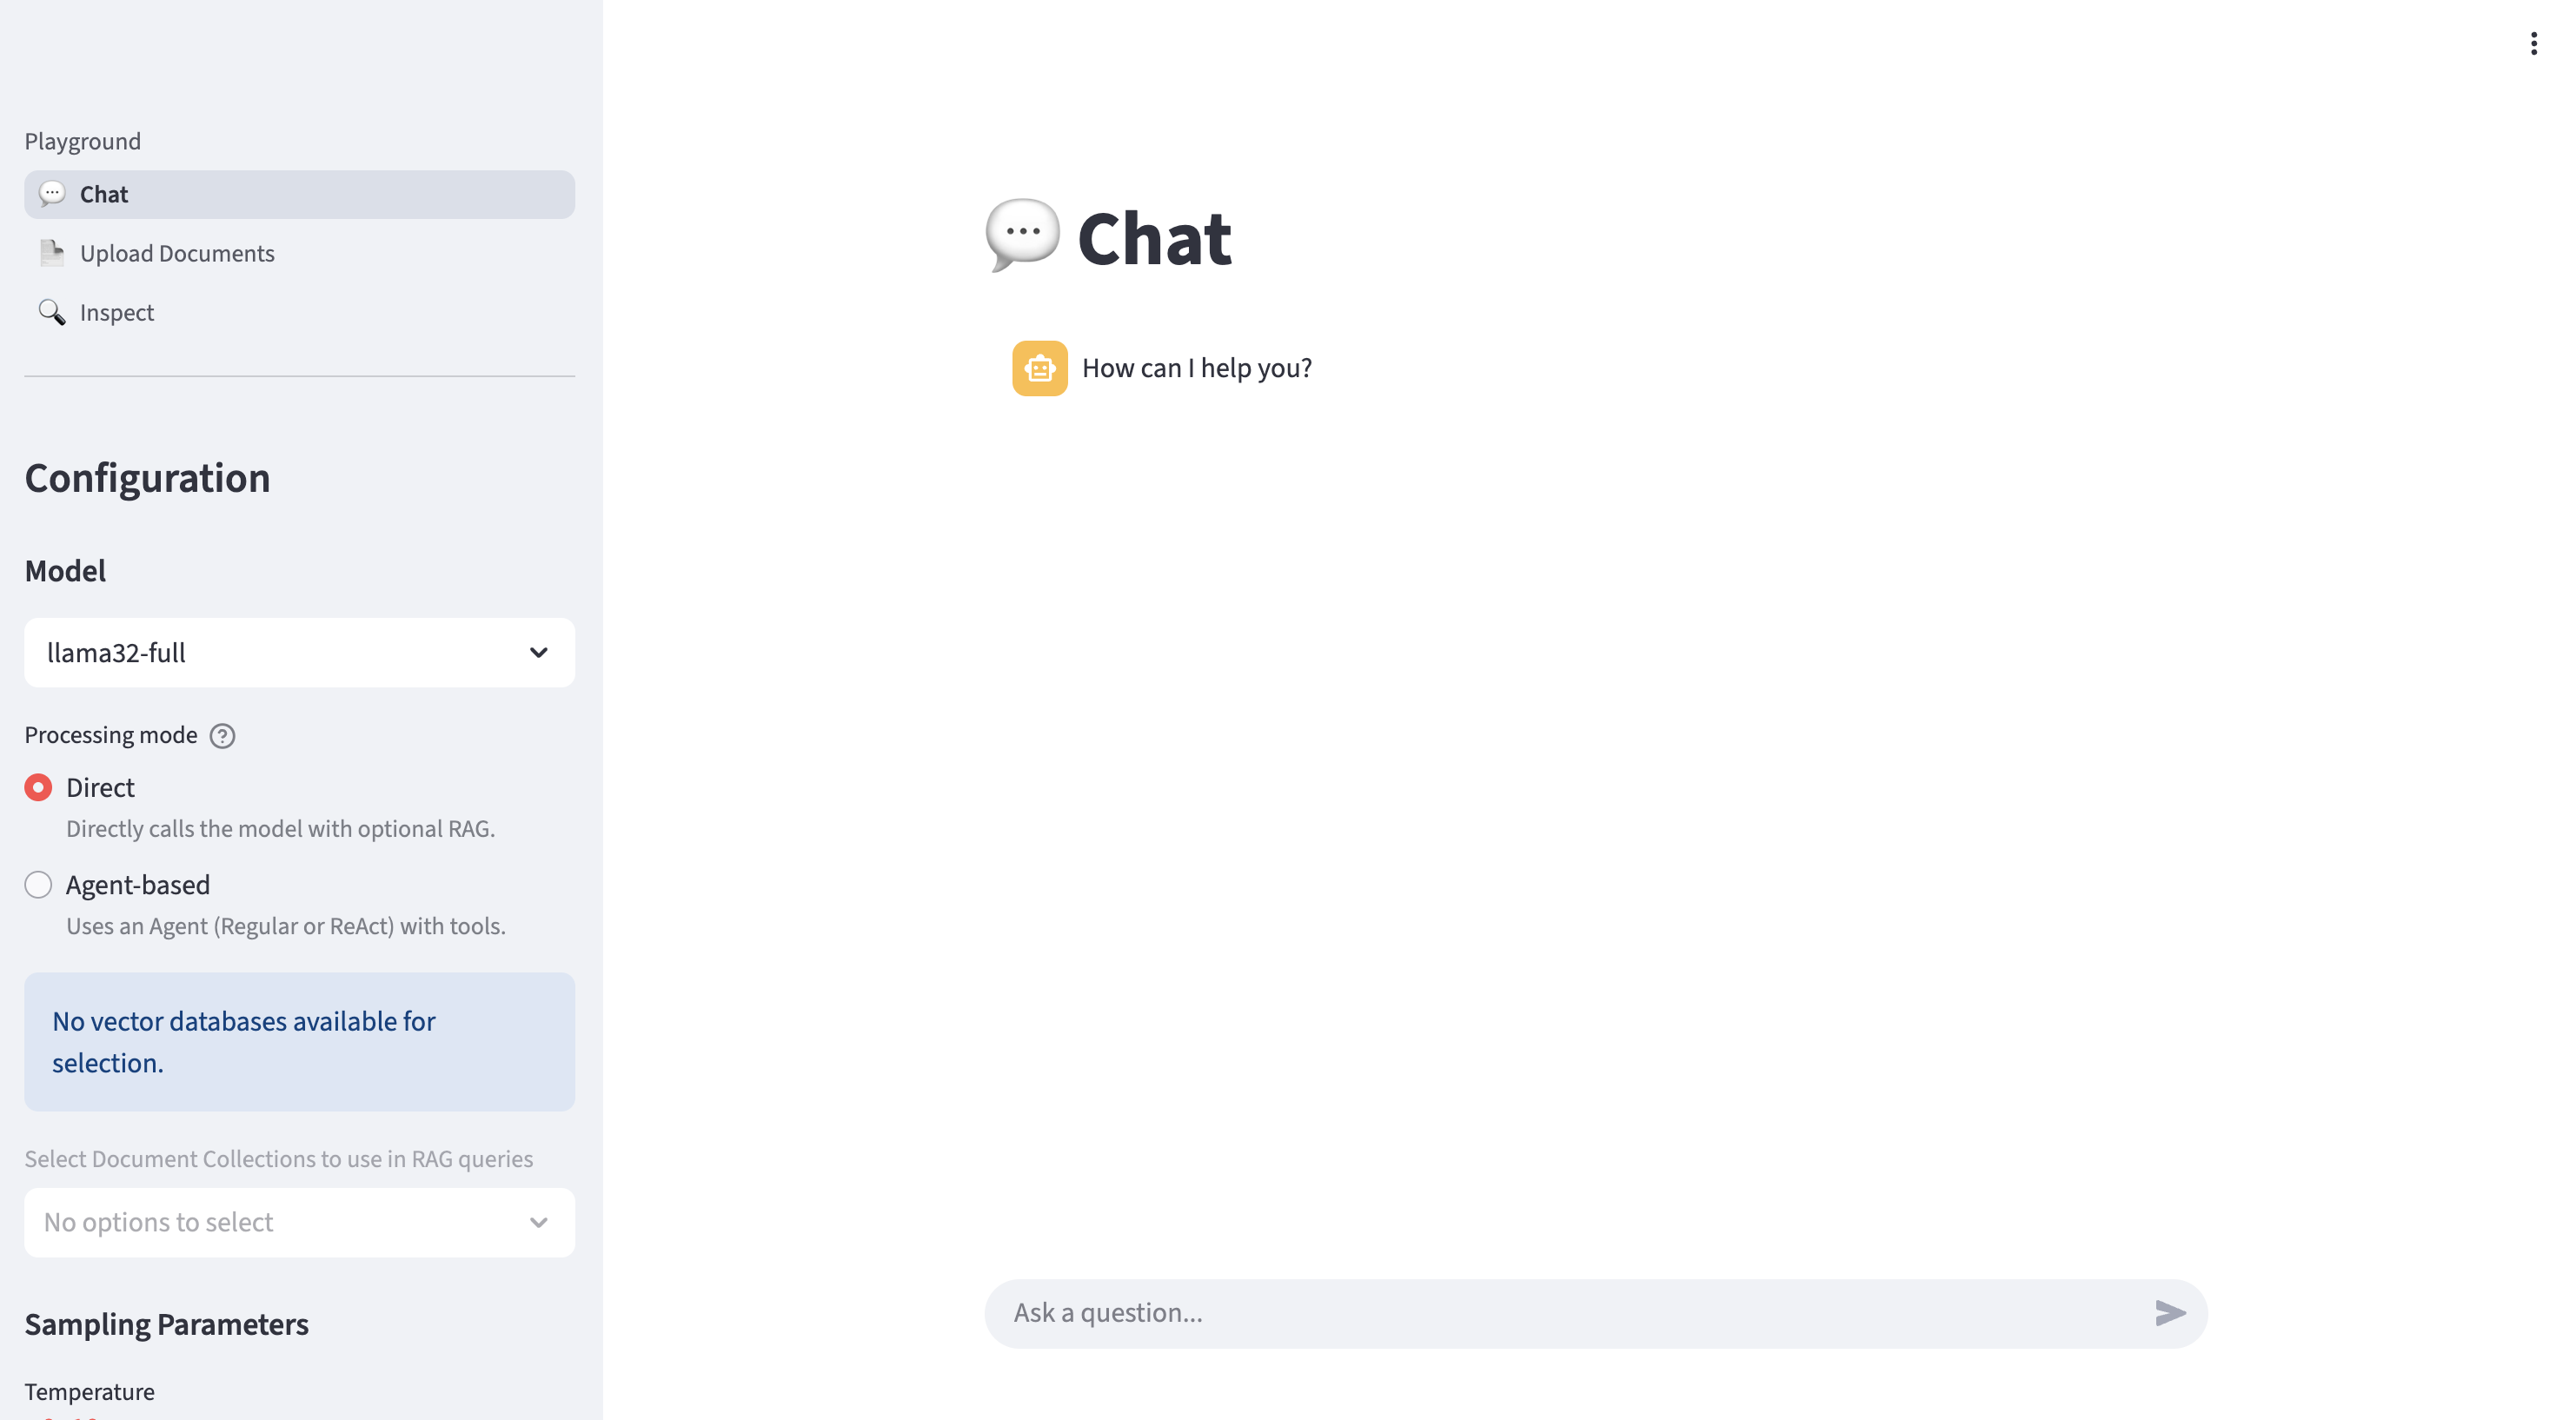 Playground
Chat
Upload Documents
Inspect
Configuration
Model
llama32-full
Processing mode
Direct
Directly calls the model with optional RAG.
Agent-based
Uses an Agent (Regular or ReAct) with tools.
No vector databases available for
selection.
Select Document Collections to use in RAG queries
No options to select
Sampling Parameters
Temperature
Chat
How can I help you?
Ask a question...